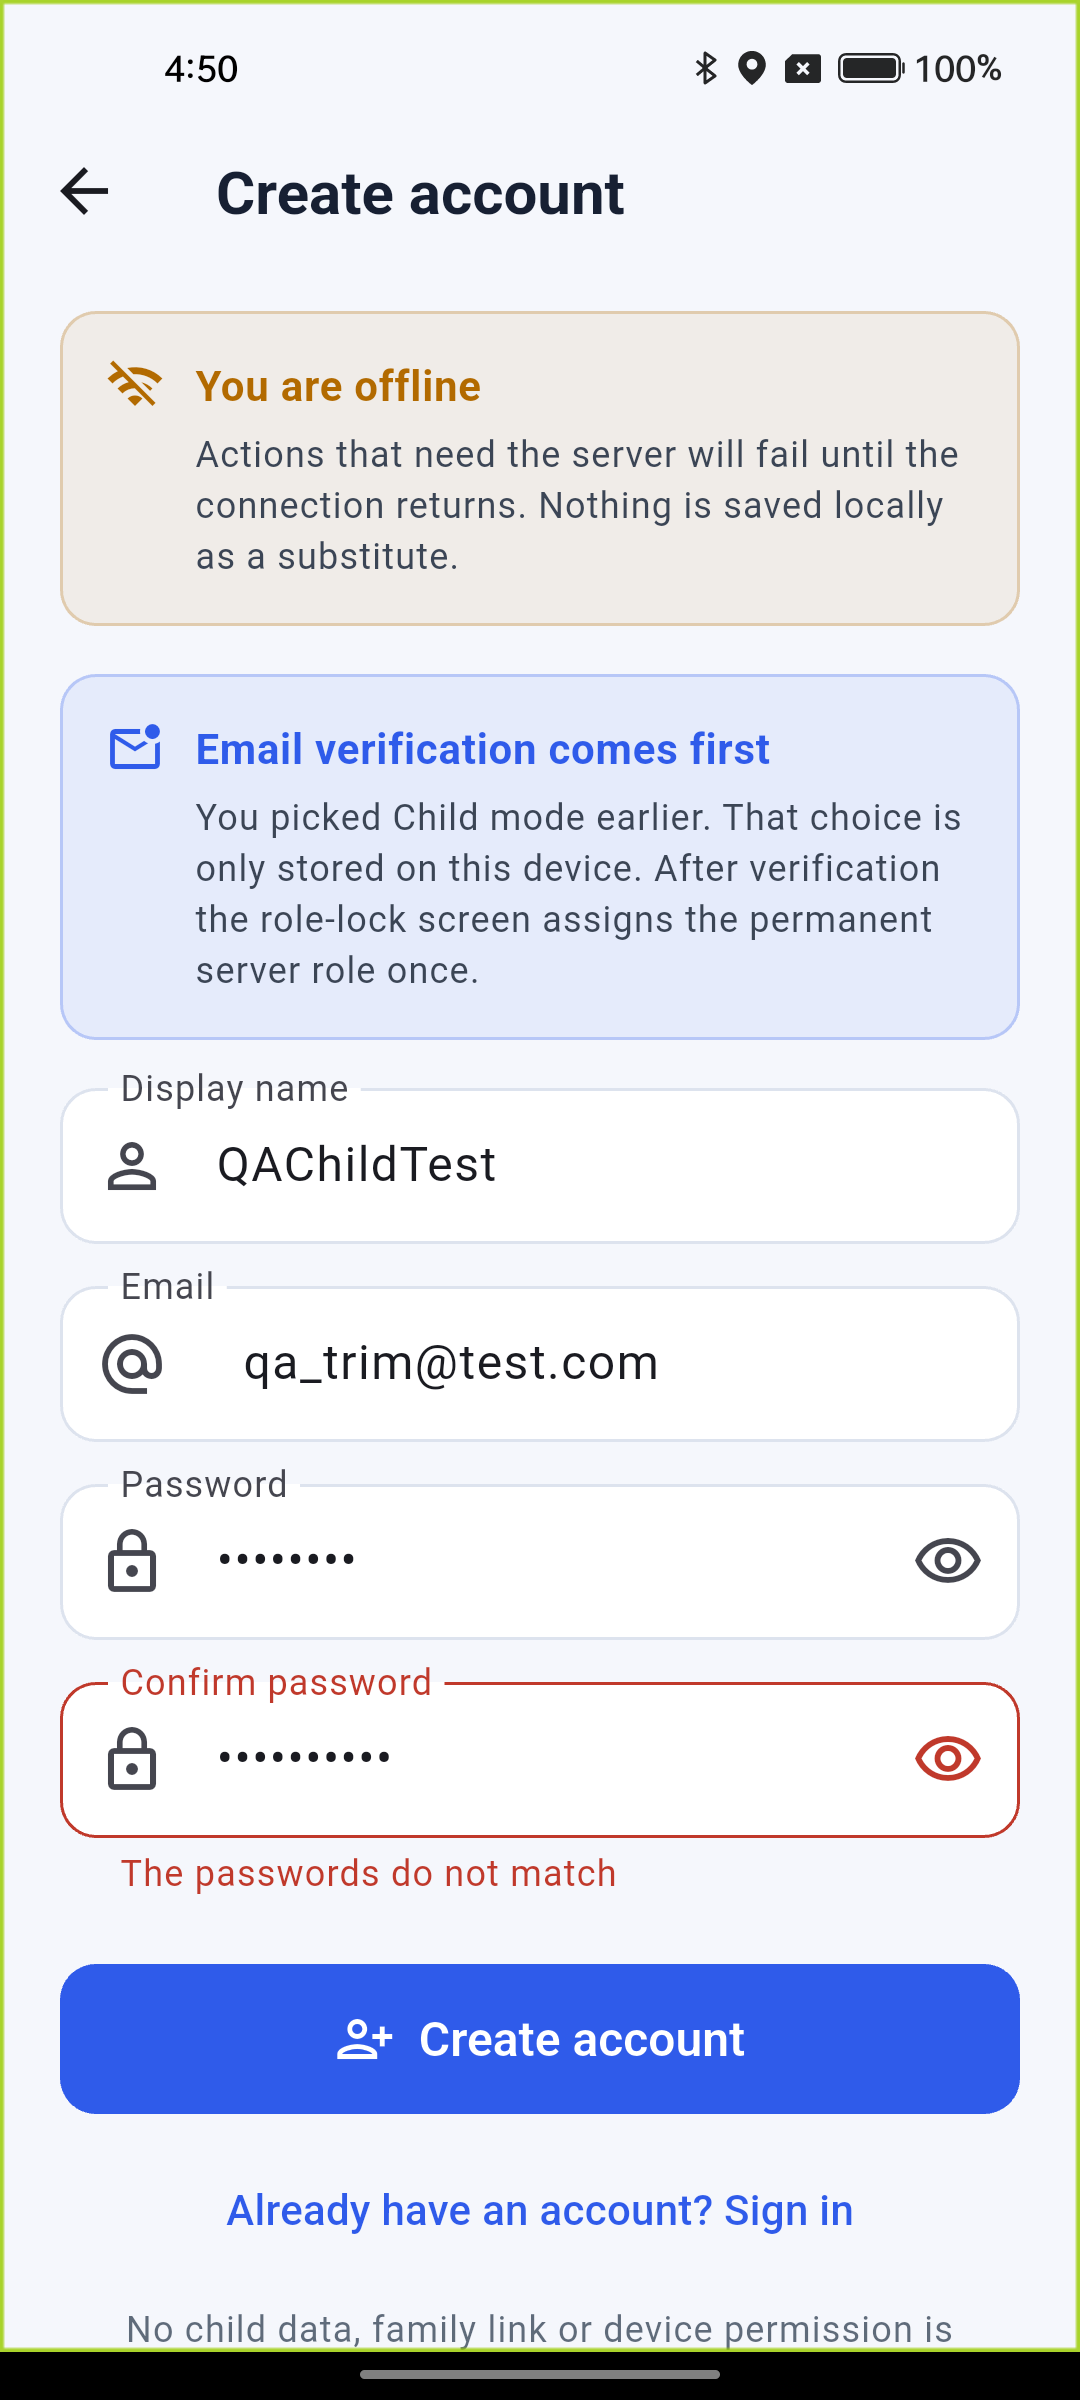 4:50
100%
Create account
You are offline
Actions that need the server will fail until the
connection returns. Nothing is saved locally
as a substitute.
Email verification comes first
You picked Child mode earlier. That choice is
only stored on this device. After verification
the role-lock screen assigns the permanent
server role once.
Display name
QAChildTest
Email
qa_trim@test.com
Password
••••••••
Confirm password
••••••••••
The passwords do not match
Create account
Already have an account? Sign in
No child data, family link or device permission is